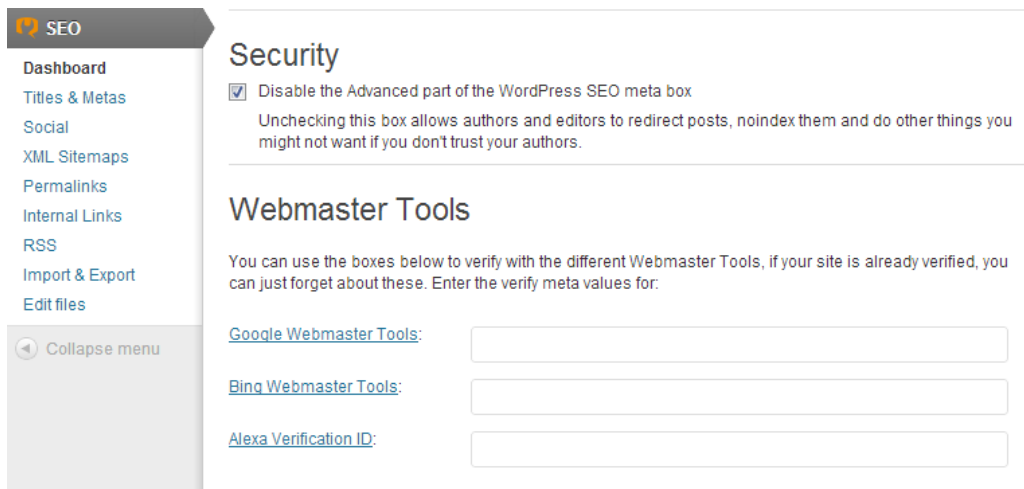 SEO
Dashboard
Titles & Metas
Social
XML Sitemaps
Permalinks
Internal Links
RSS
Import & Export
Edit files
Collapse menu
Security
Disable the Advanced part of the WordPress SEO meta box
Unchecking this box allows authors and editors to redirect posts, noindex them and do other things you
might not want if you don't trust your authors.
Webmaster Tools
You can use the boxes below to verify with the different Webmaster Tools, if your site is already verified, you
can just forget about these. Enter the verify meta values for:
Google Webmaster Tools:
Bing Webmaster Tools:
Alexa Verification ID: